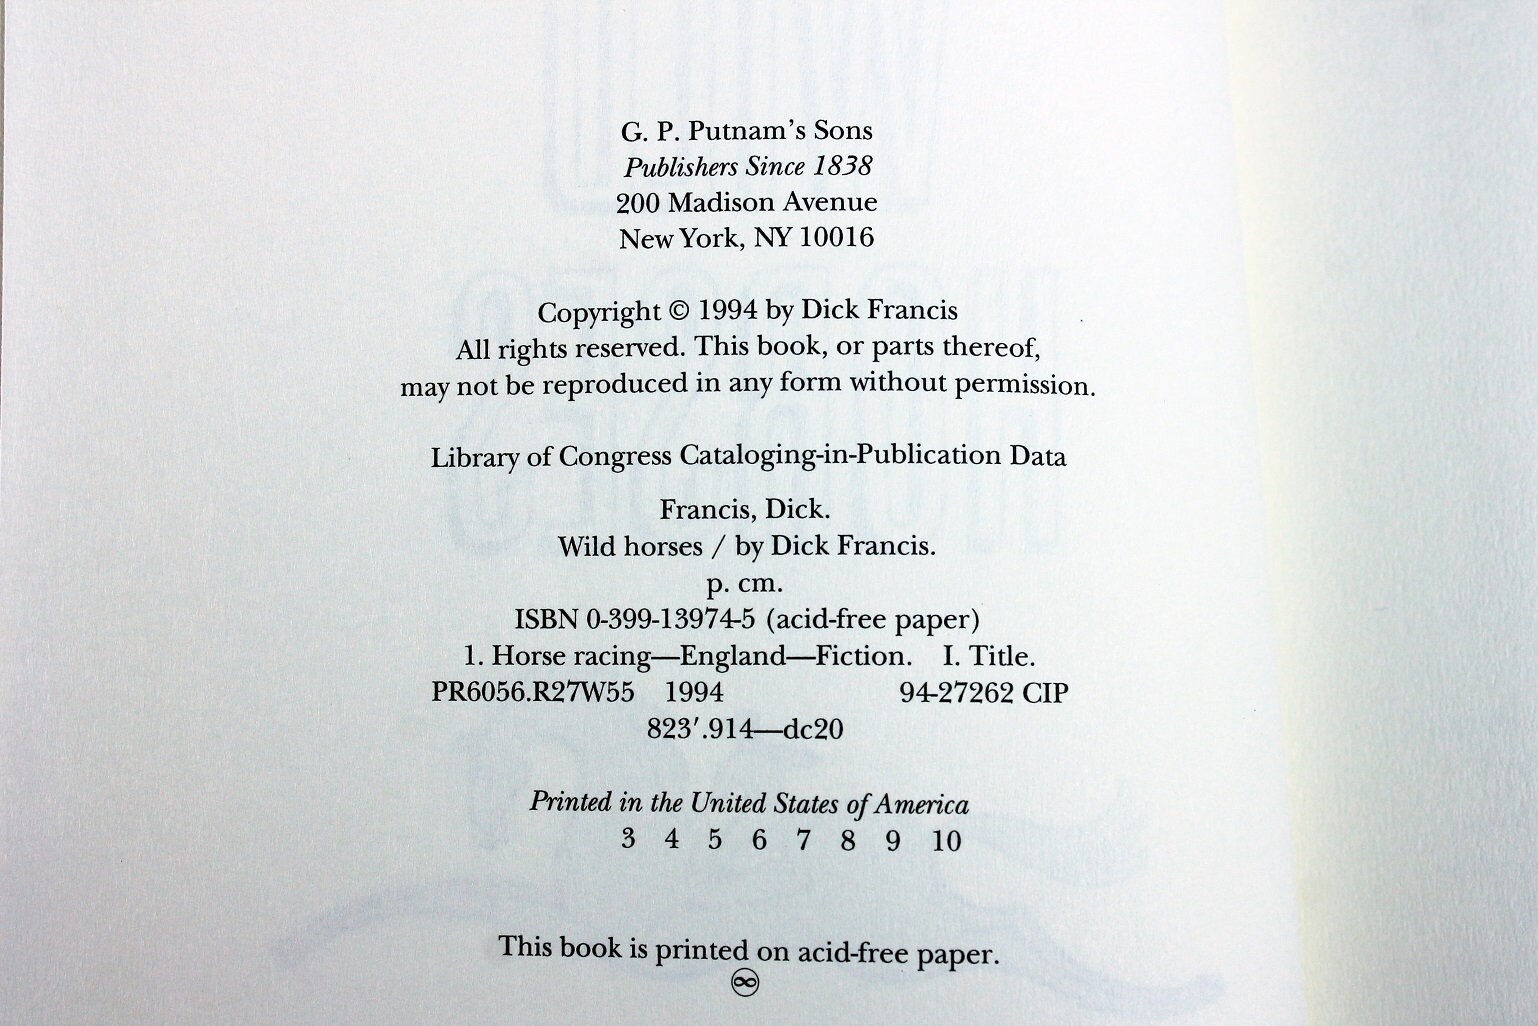 G. P. Putnam’s Sons
Publishers Since 1838
200 Madison Avenue
New York, NY 10016
Copyright © 1994 by Dick Francis
All rights reserved. This book, or parts thereof,
may not be reproduced in any form without permission.
Library of Congress Cataloging-in-Publication Data
Francis, Dick.
Wild horses / by Dick Francis.
p. cm.
ISBN 0-399-13974-5 (acid-free paper)
1. Horse racing—England—Fiction. I. Title.
PR6056.R27W55 1994 94-27262 CIP
823′.914—dc20
Printed in the United States of America
3 4 5 6 7 8 9 10
This book is printed on acid-free paper.
♾